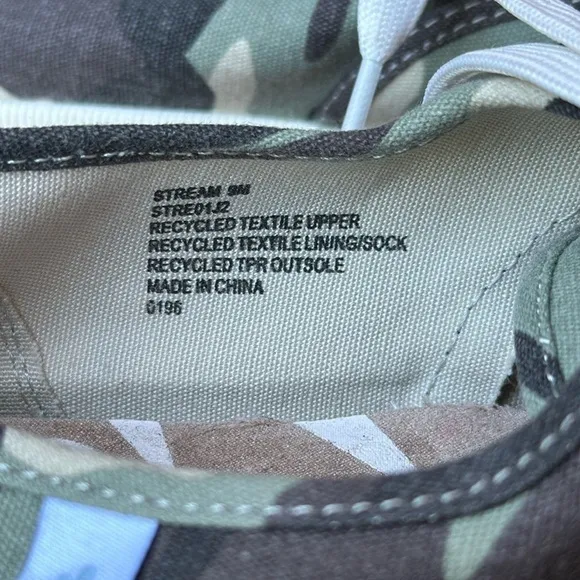 STREAM 9M
STRE01J2
RECYCLED TEXTILE UPPER
RECYCLED TEXTILE LINING/SOCK
RECYCLED TPR OUTSOLE
MADE IN CHINA
0196